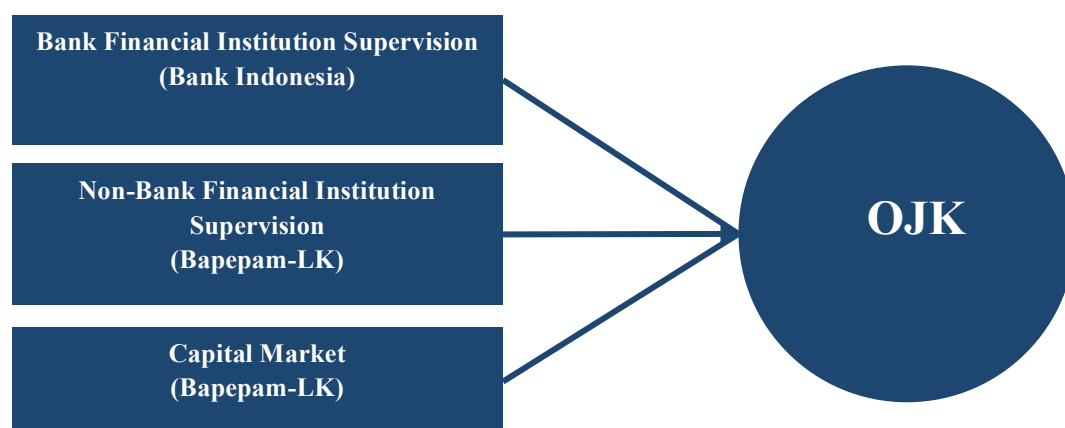 Bank Financial Institution Supervision
(Bank Indonesia)
Non-Bank Financial Institution
Supervision
(Bapepam-LK)
Capital Market
(Bapepam-LK)
OJK